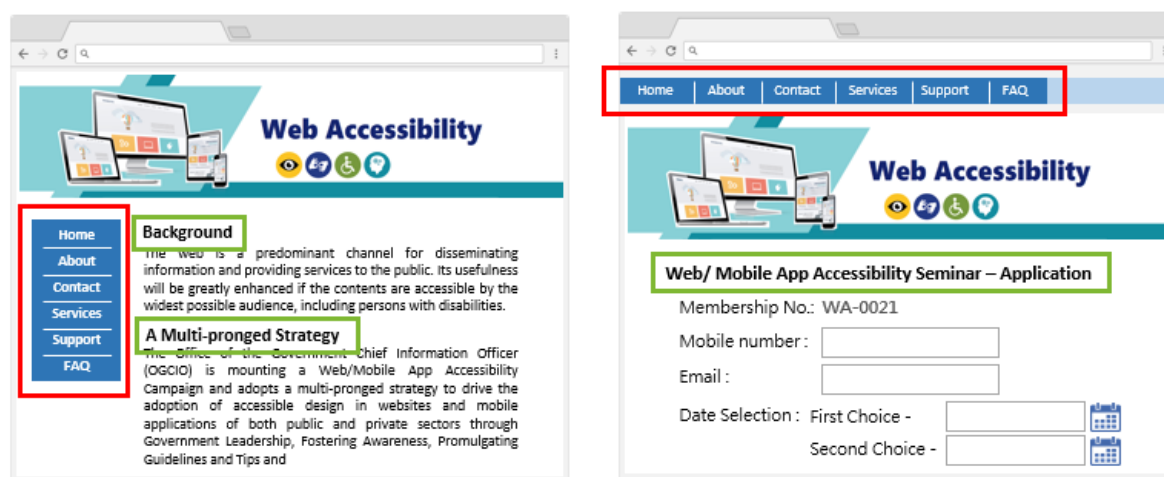 Web Accessibility
Home
About
Contact
Services
Support
FAQ
Background
The web is a predominant channel for disseminating
information and providing services to the public. Its usefulness
will be greatly enhanced if the contents are accessible by the
widest possible audience, including persons with disabilities.
A Multi-pronged Strategy
The Office of the Government Chief Information Officer
(OGCIO) is mounting a Web/Mobile App Accessibility
Campaign and adopts a multi-pronged strategy to drive the
adoption of accessible design in websites and mobile
applications of both public and private sectors through
Government Leadership, Fostering Awareness, Promulgating
Guidelines and Tips and
Home About Contact Services Support FAQ
Web Accessibility
Web/ Mobile App Accessibility Seminar – Application
Membership No.: WA-0021
Mobile number :
Email :
Date Selection : First Choice -
Second Choice -